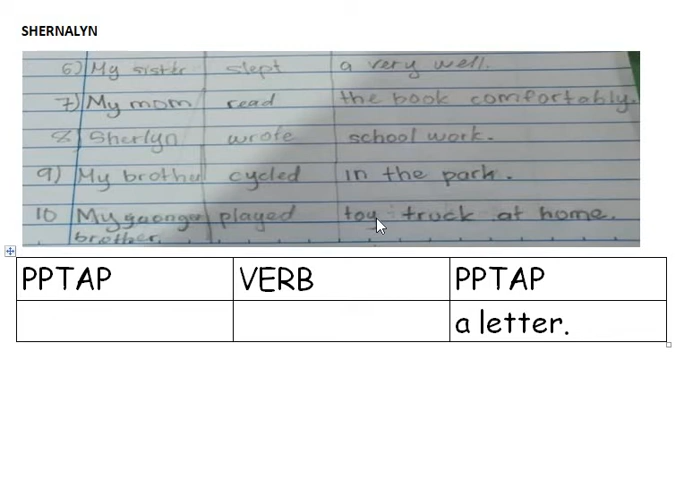 SHERNALYN
6) My sister slept a very well.
7) My mom read the book comfortably.
8) Sherlyn wrote school work.
9) My brother cycled in the park.
10 My yaonger played toy truck at home.
brother.
PPTAP VERB PPTAP
a letter.